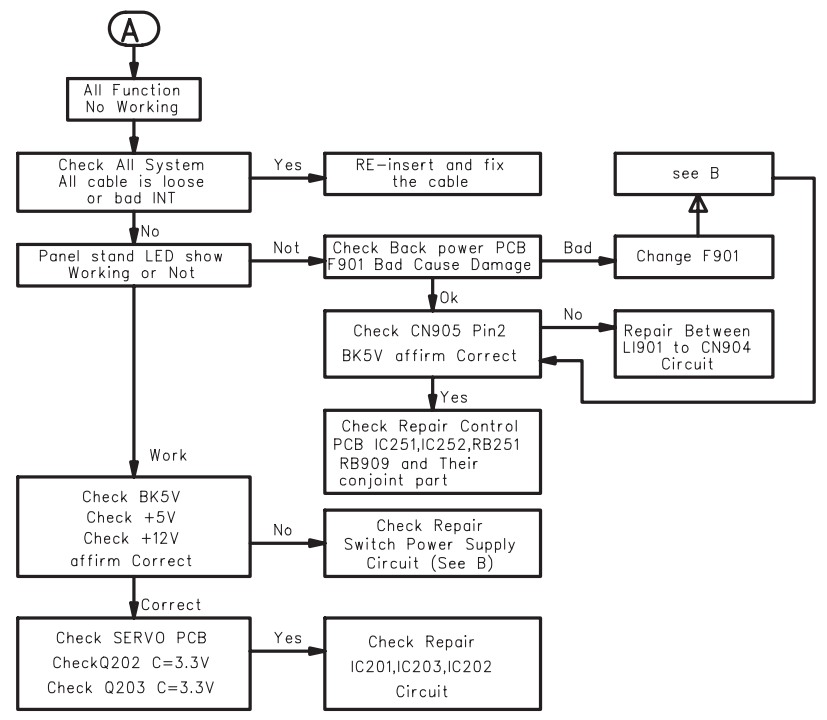 A
All Function
No Working
Check All System
All cable is loose
or bad INT
Yes
RE-insert and fix
the cable
see B
No
Panel stand LED show
Working or Not
Not
Check Back power PCB
F901 Bad Cause Damage
Bad
Change F901
Ok
Check CN905 Pin2
BK5V affirm Correct
No
Repair Between
LI901 to CN904
Circuit
Yes
Check Repair Control
PCB IC251,IC252,RB251
RB909 and Their
conjoint part
Work
Check BK5V
Check +5V
Check +12V
affirm Correct
No
Check Repair
Switch Power Supply
Circuit (See B)
Correct
Check SERVO PCB
CheckQ202 C=3.3V
Check Q203 C=3.3V
Yes
Check Repair
IC201,IC203,IC202
Circuit